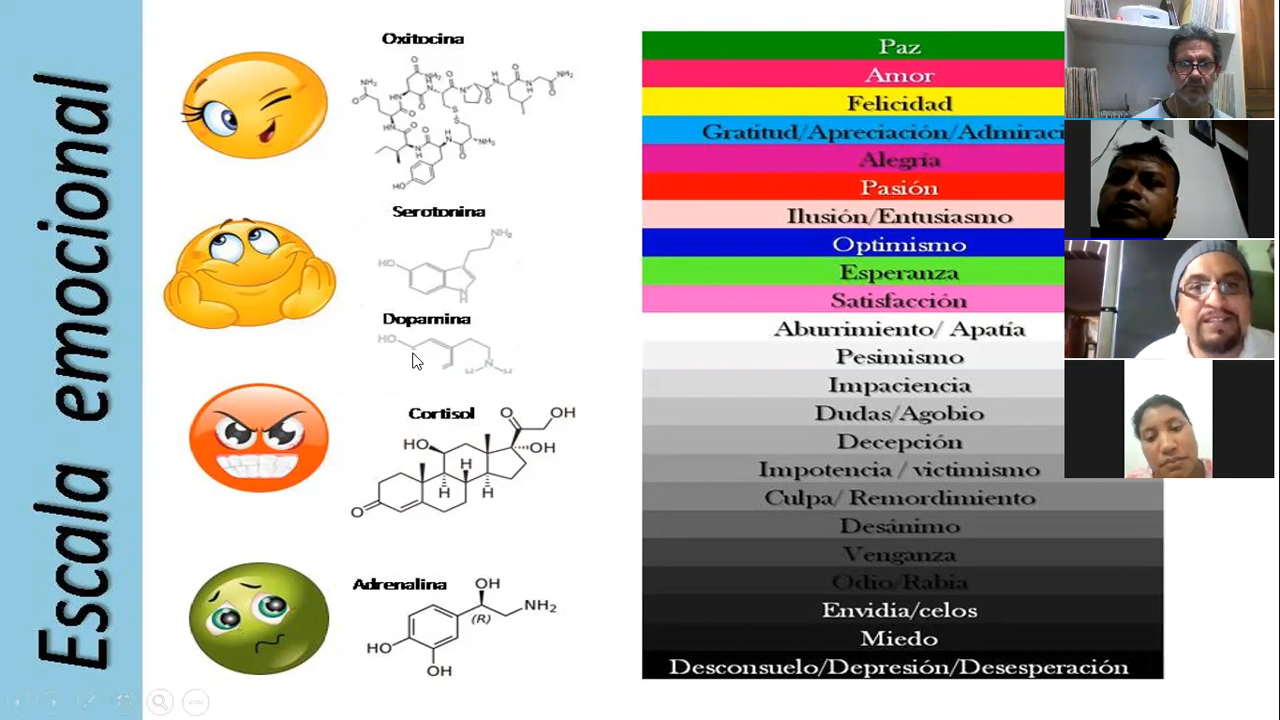 Escala emocional
Oxitocina
Serotonina
Dopamina
Cortisol
Adrenalina
Paz
Amor
Felicidad
Gratitud/Apreciación/Admiraci
Alegría
Pasión
Ilusión/Entusiasmo
Optimismo
Esperanza
Satisfacción
Aburrimiento/ Apatía
Pesimismo
Impaciencia
Dudas/Agobio
Decepción
Impotencia / victimismo
Culpa/ Remordimiento
Desánimo
Venganza
Odio/Rabia
Envidia/celos
Miedo
Desconsuelo/Depresión/Desesperación